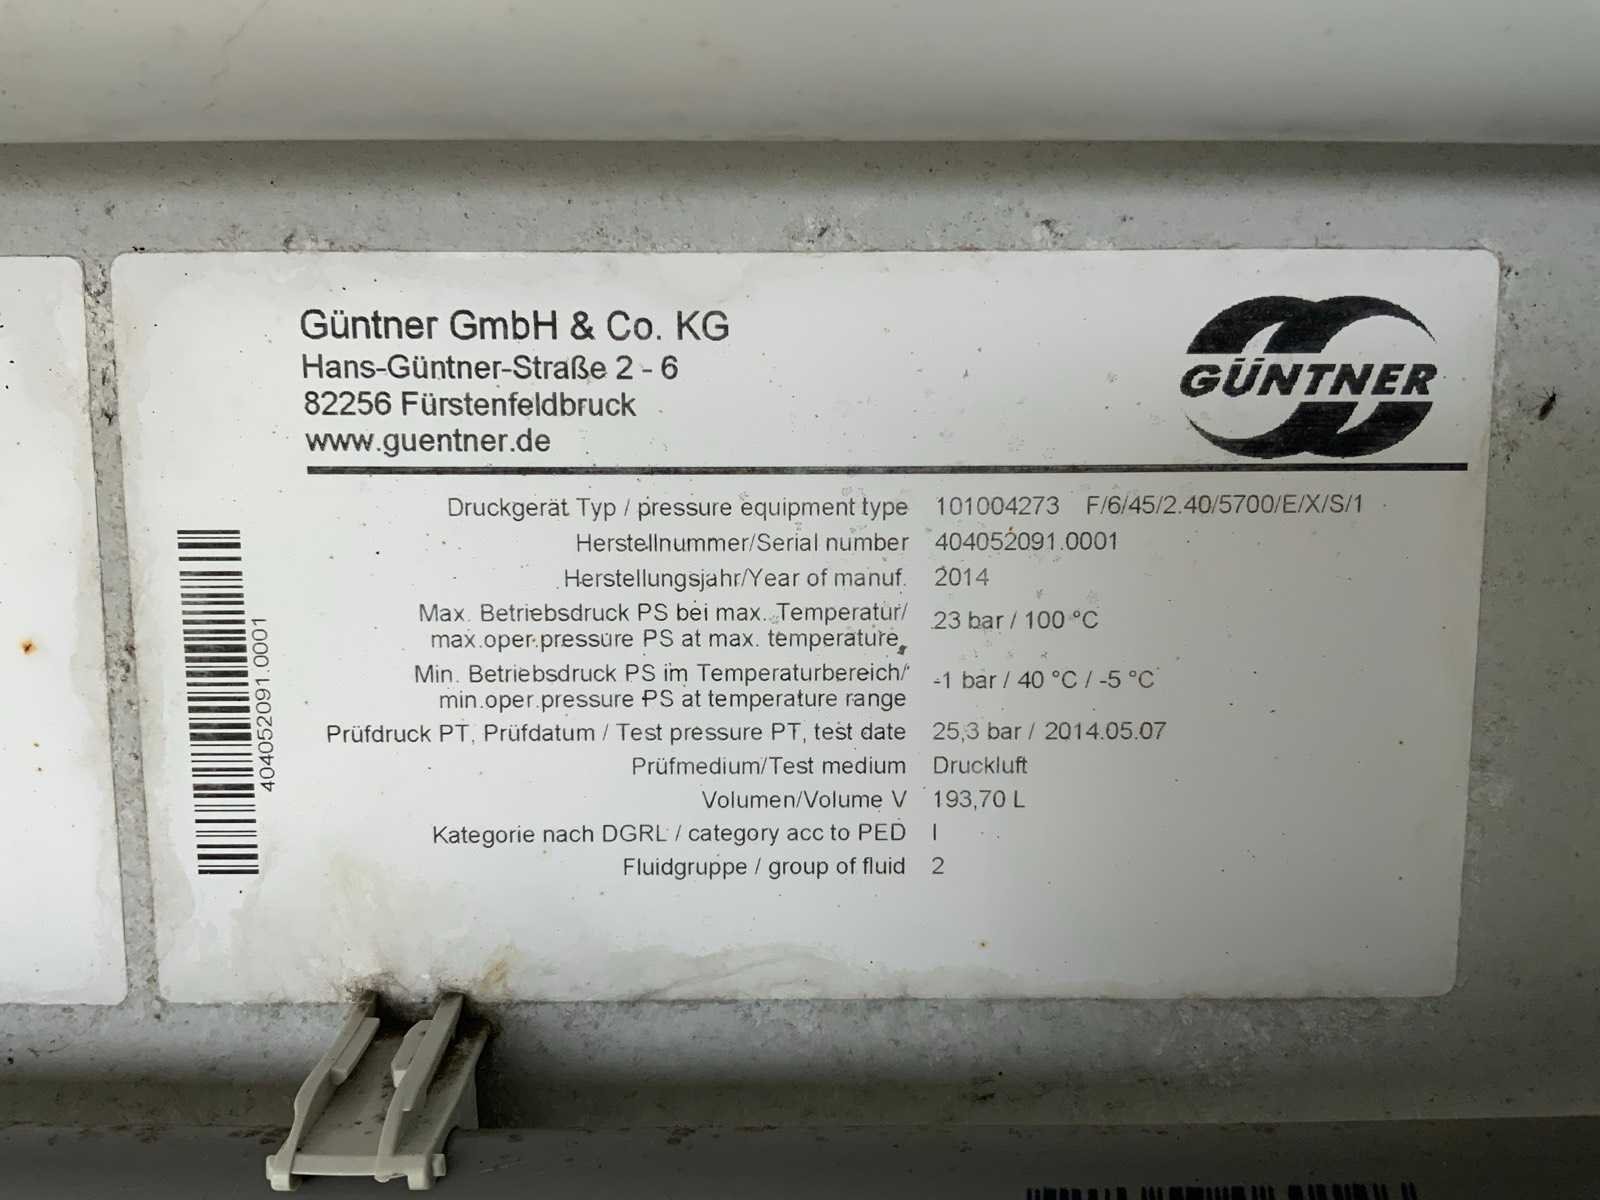 Güntner GmbH & Co. KG
Hans-Güntner-Straße 2 - 6
82256 Fürstenfeldbruck
www.guentner.de
GÜNTNER
Druckgerät Typ / pressure equipment type 101004273 F/6/45/2.40/5700/E/X/S/1
Herstellnummer/Serial number 404052091.0001
Herstellungsjahr/Year of manuf. 2014
Max. Betriebsdruck PS bei max. Temperatur/
max.oper.pressure PS at max. temperature 23 bar / 100 °C
Min. Betriebsdruck PS im Temperaturbereich/
min.oper.pressure PS at temperature range -1 bar / 40 °C / -5 °C
Prüfdruck PT, Prüfdatum / Test pressure PT, test date 25,3 bar / 2014.05.07
Prüfmedium/Test medium Druckluft
Volumen/Volume V 193,70 L
Kategorie nach DGRL / category acc to PED I
Fluidgruppe / group of fluid 2
404052091.0001